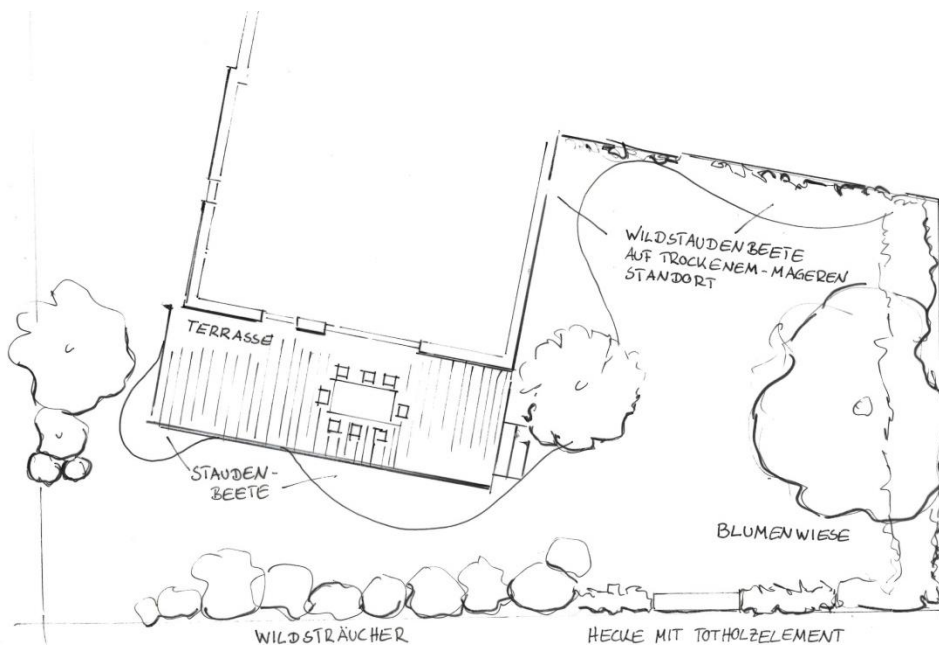 WILDSTAUDENBEETE
AUF TROCKENEM-MAGEREN
STANDORT
TERRASSE
STAUDEN-
BEETE
BLUMENWIESE
WILDSTRÄUCHER
HECKE MIT TOTHOLZELEMENT